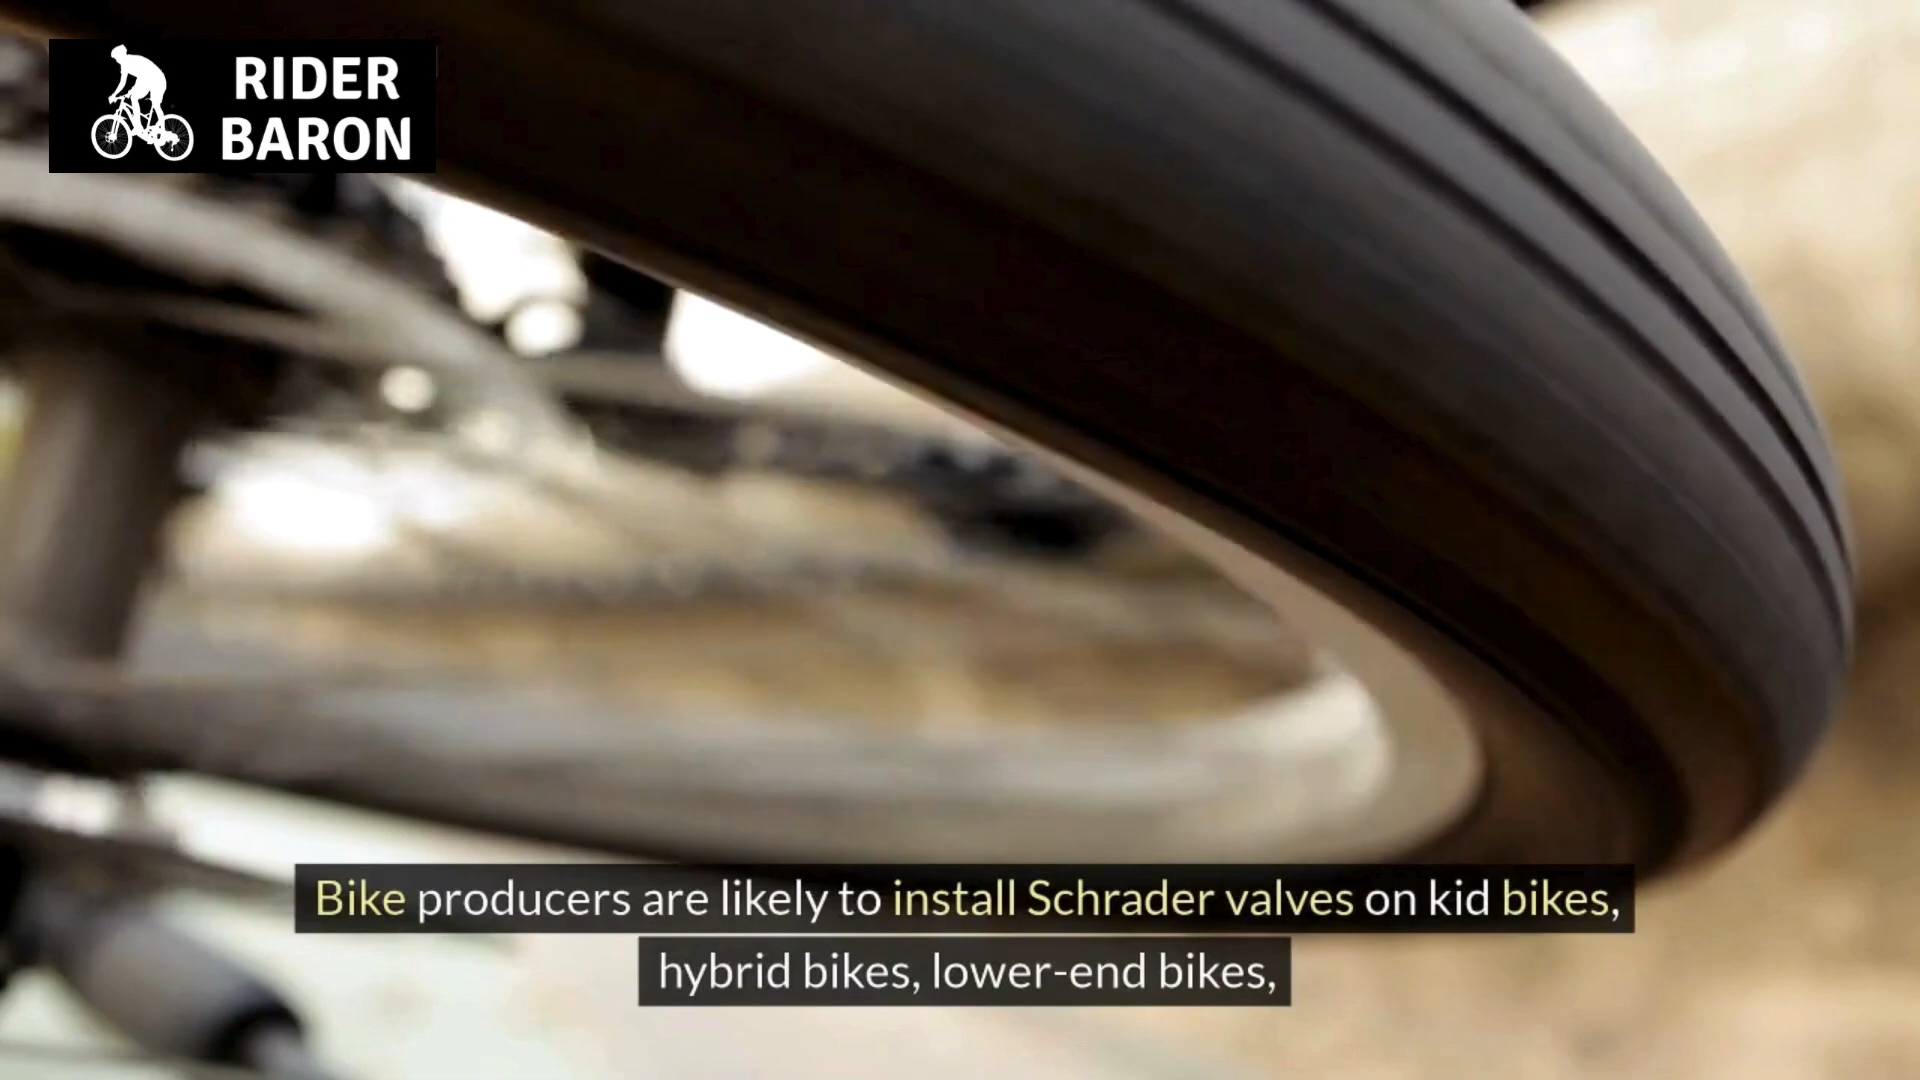 RIDER
BARON
Bike producers are likely to install Schrader valves on kid bikes,
hybrid bikes, lower-end bikes,